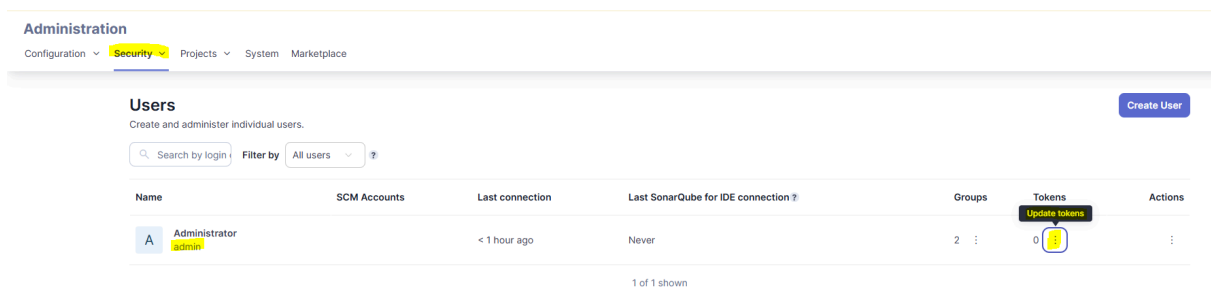 Administration
Configuration Security Projects System Marketplace
Users
Create User
Create and administer individual users.
Search by login Filter by All users ?
Name SCM Accounts Last connection Last SonarQube for IDE connection ? Groups Tokens Actions
Update tokens
A Administrator < 1 hour ago Never 2 0
admin
1 of 1 shown